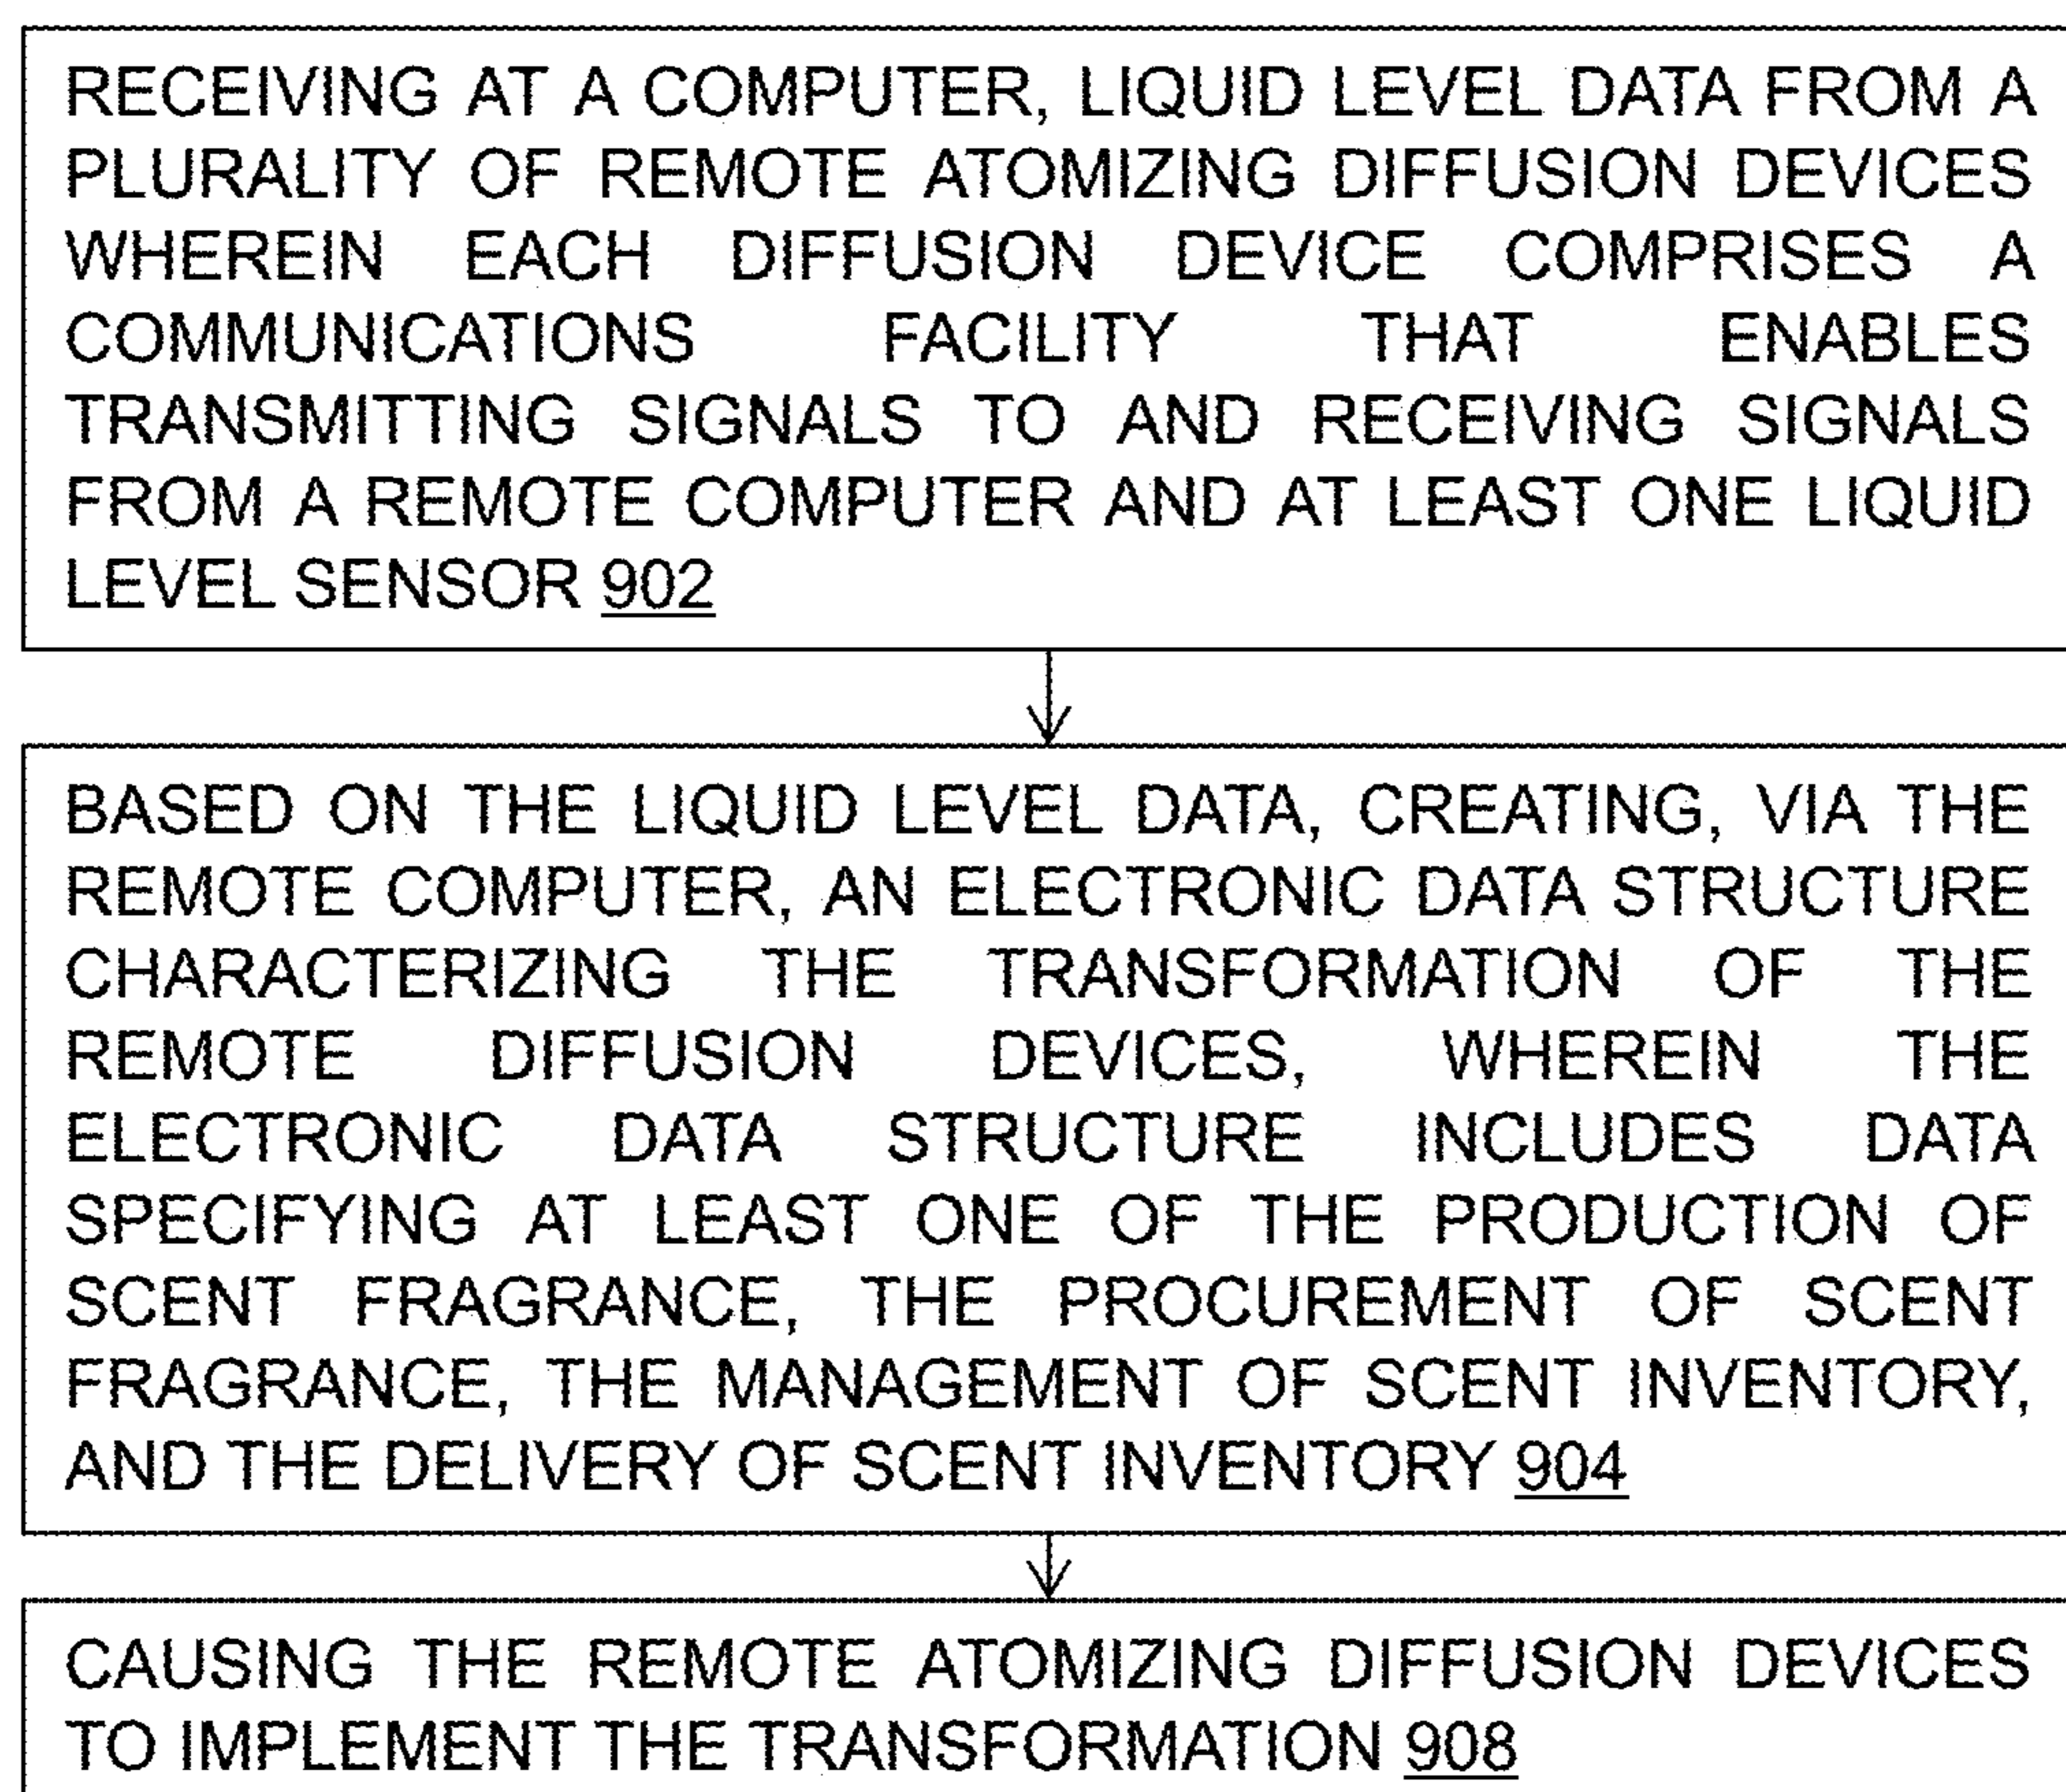 RECEIVING AT A COMPUTER, LIQUID LEVEL DATA FROM A
PLURALITY OF REMOTE ATOMIZING DIFFUSION DEVICES
WHEREIN EACH DIFFUSION DEVICE COMPRISES A
COMMUNICATIONS FACILITY THAT ENABLES
TRANSMITTING SIGNALS TO AND RECEIVING SIGNALS
FROM A REMOTE COMPUTER AND AT LEAST ONE LIQUID
LEVEL SENSOR 902
BASED ON THE LIQUID LEVEL DATA, CREATING, VIA THE
REMOTE COMPUTER, AN ELECTRONIC DATA STRUCTURE
CHARACTERIZING THE TRANSFORMATION OF THE
REMOTE DIFFUSION DEVICES, WHEREIN THE
ELECTRONIC DATA STRUCTURE INCLUDES DATA
SPECIFYING AT LEAST ONE OF THE PRODUCTION OF
SCENT FRAGRANCE, THE PROCUREMENT OF SCENT
FRAGRANCE, THE MANAGEMENT OF SCENT INVENTORY,
AND THE DELIVERY OF SCENT INVENTORY 904
CAUSING THE REMOTE ATOMIZING DIFFUSION DEVICES
TO IMPLEMENT THE TRANSFORMATION 908